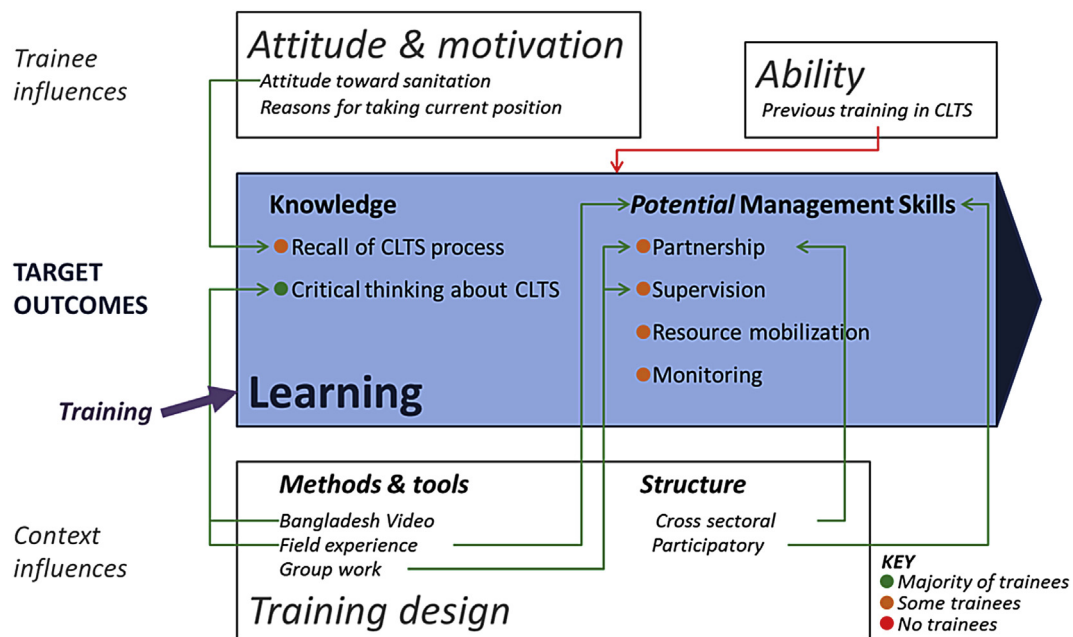 Trainee
influences
Attitude & motivation
Attitude toward sanitation
Reasons for taking current position
Ability
Previous training in CLTS
TARGET
OUTCOMES
Knowledge
Recall of CLTS process
Critical thinking about CLTS
Potential Management Skills
Partnership
Supervision
Resource mobilization
Monitoring
Learning
Training
Context
influences
Methods & tools
Bangladesh Video
Field experience
Group work
Structure
Cross sectoral
Participatory
Training design
KEY
Majority of trainees
Some trainees
No trainees